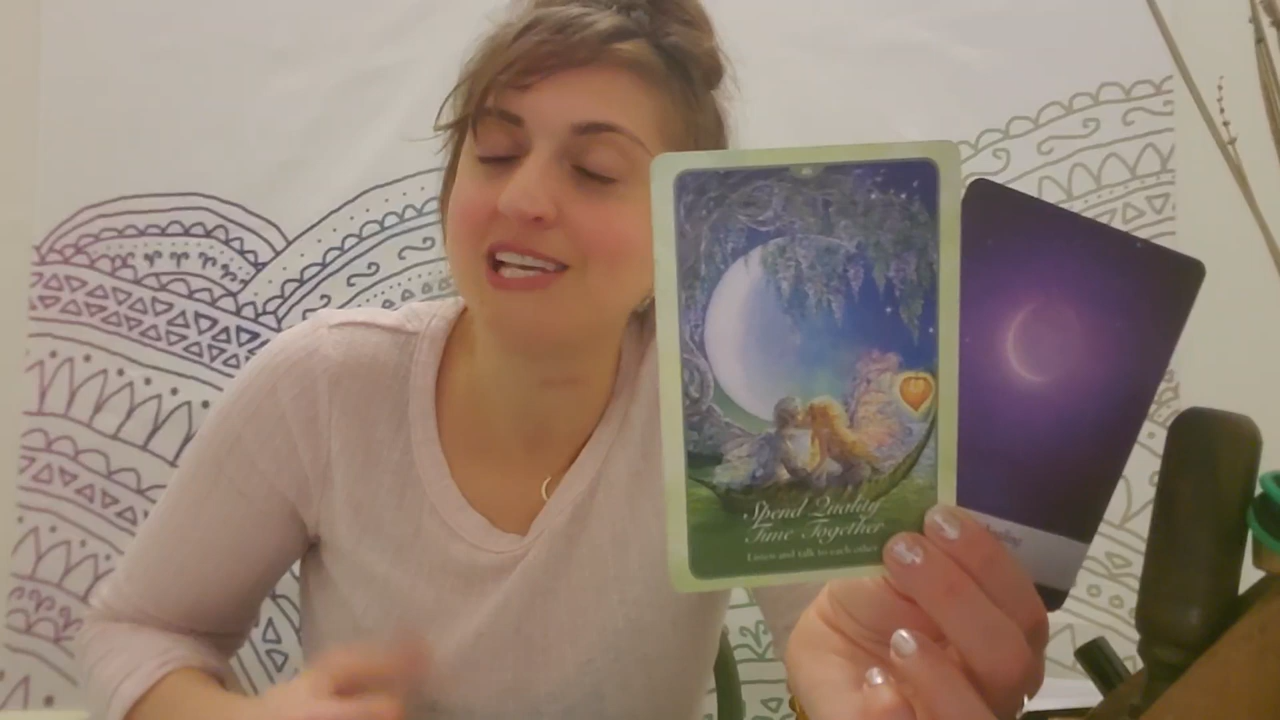 Spend Quality
Time Together
Listen and talk to each other